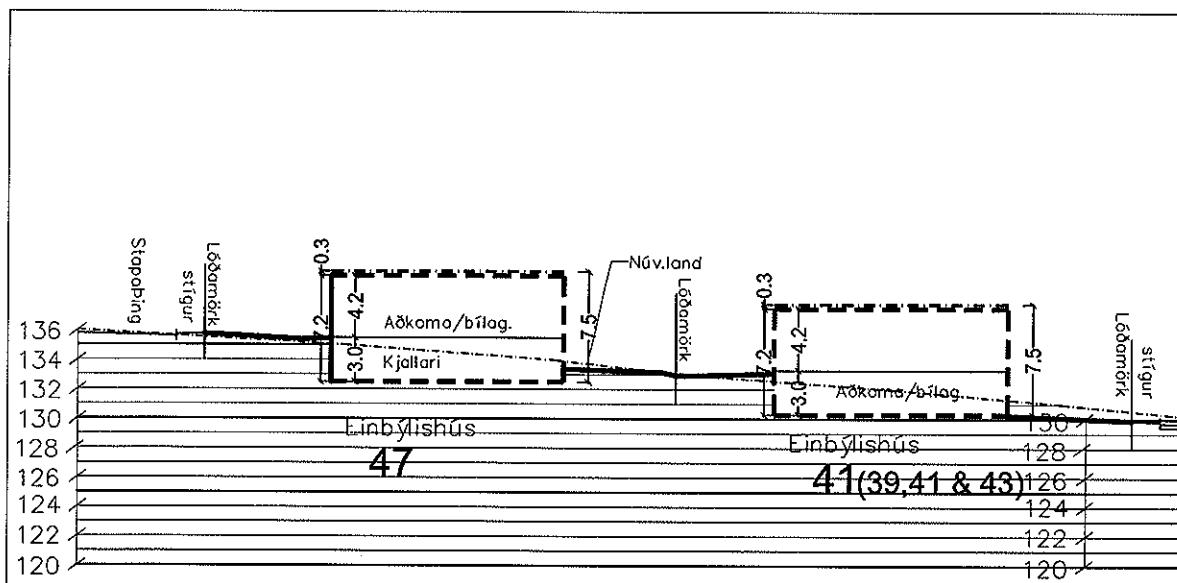 Stapaþing
stígur
Lóðamörk
0.3
7.2
4.2
3.0
Aðkoma/bílag.
Kjallari
7.5
Núv.land
Lóðamörk
0.3
7.2
4.2
3.0
Aðkoma/bílag.
7.5
Lóðamörk
stígur
136
134
132
130
128
126
124
122
120
Einbýlishús
47
Einbýlishús
41(39,41 & 43)
130
128
126
124
122
120